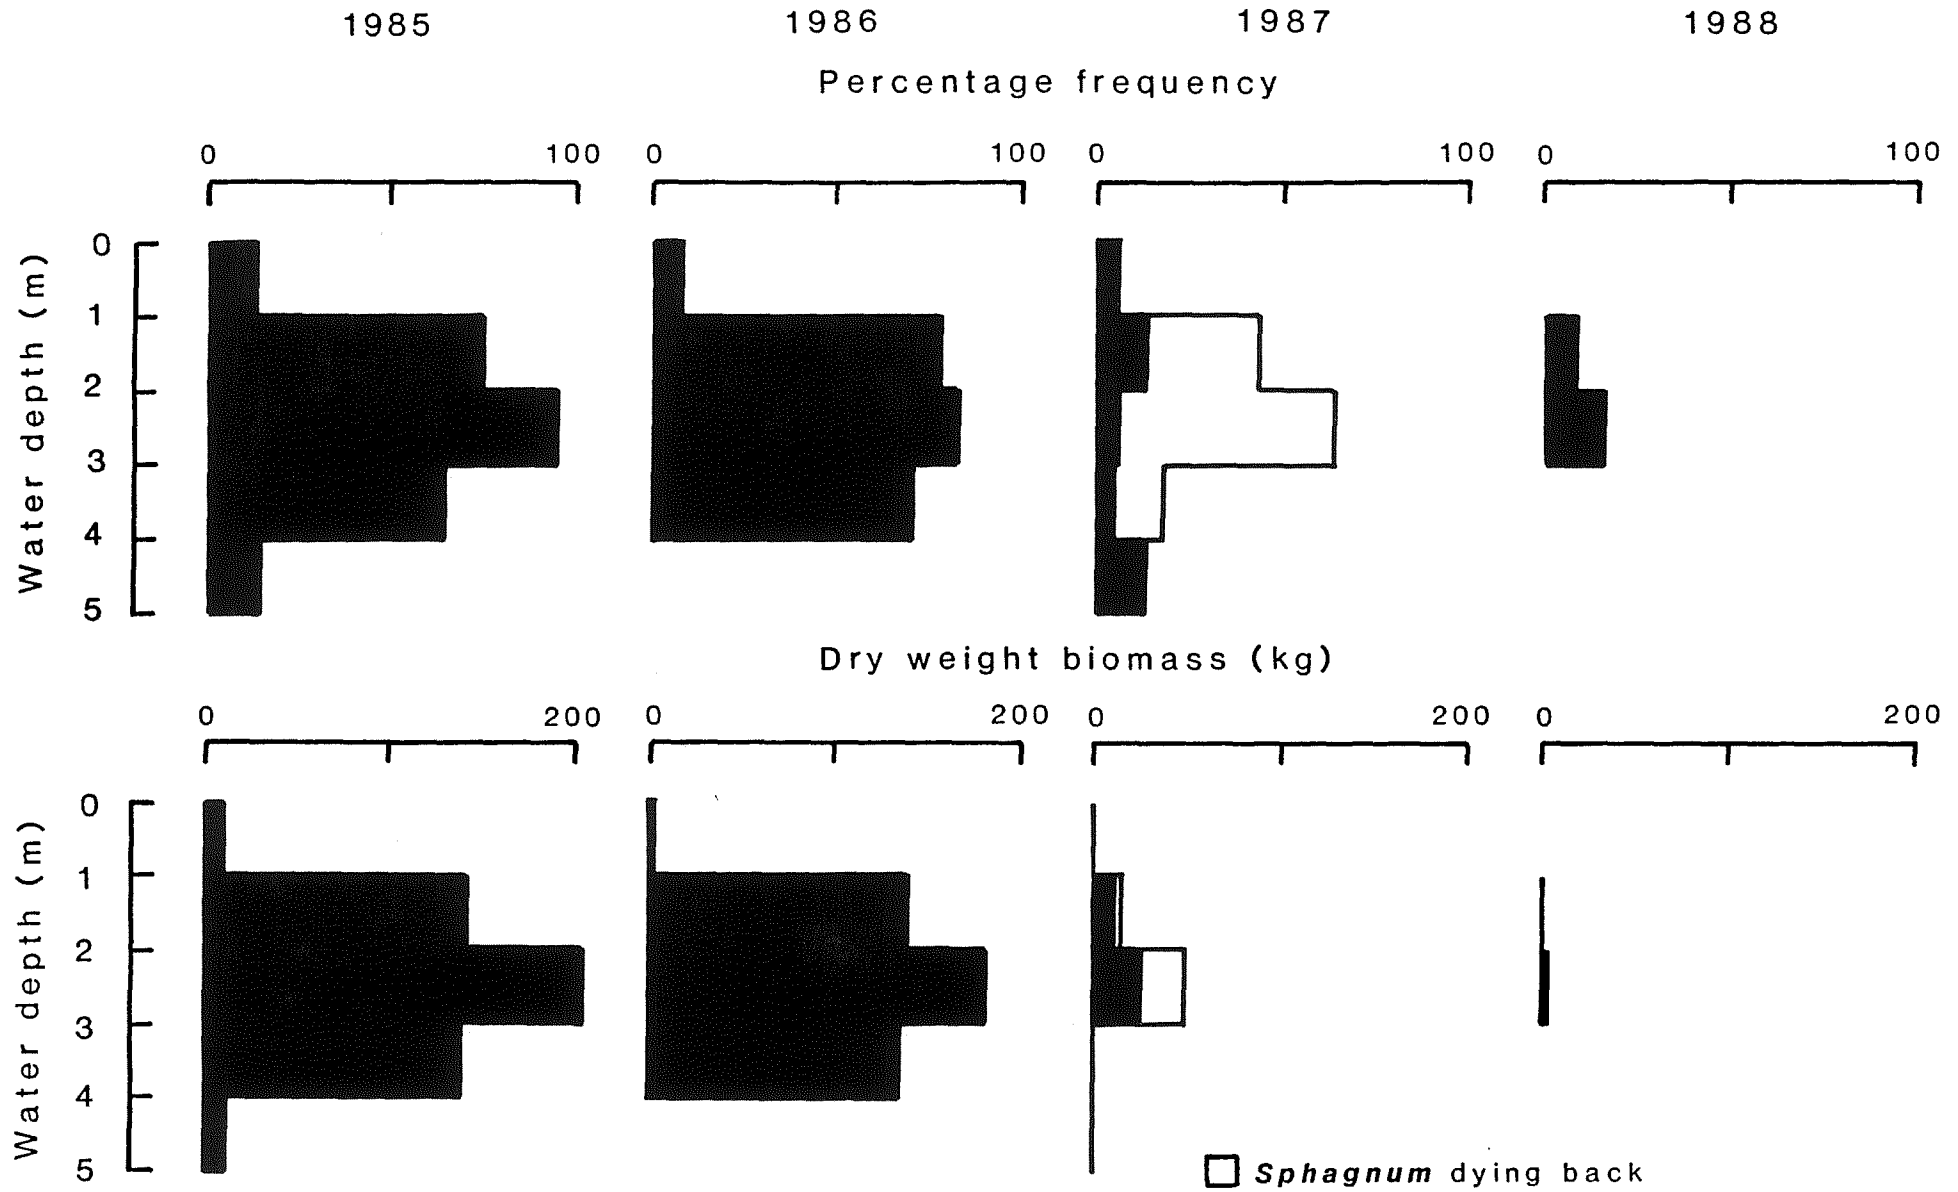 1985 1986 1987 1988
Percentage frequency
0 100 0 100 0 100 0 100
Water depth (m)
0
1
2
3
4
5
Dry weight biomass (kg)
0 200 0 200 0 200 0 200
Water depth (m)
0
1
2
3
4
5
Sphagnum dying back